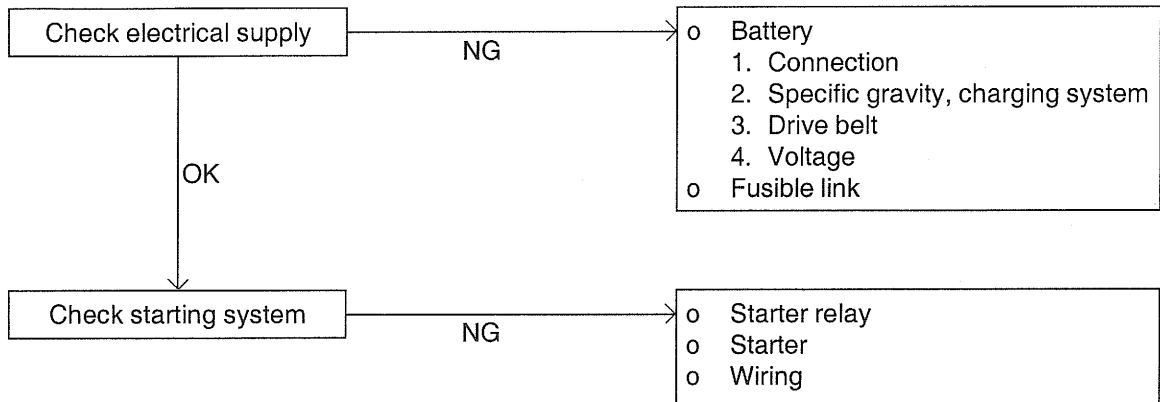 Check electrical supply
NG
o Battery
1. Connection
2. Specific gravity, charging system
3. Drive belt
4. Voltage
o Fusible link
OK
Check starting system
NG
o Starter relay
o Starter
o Wiring